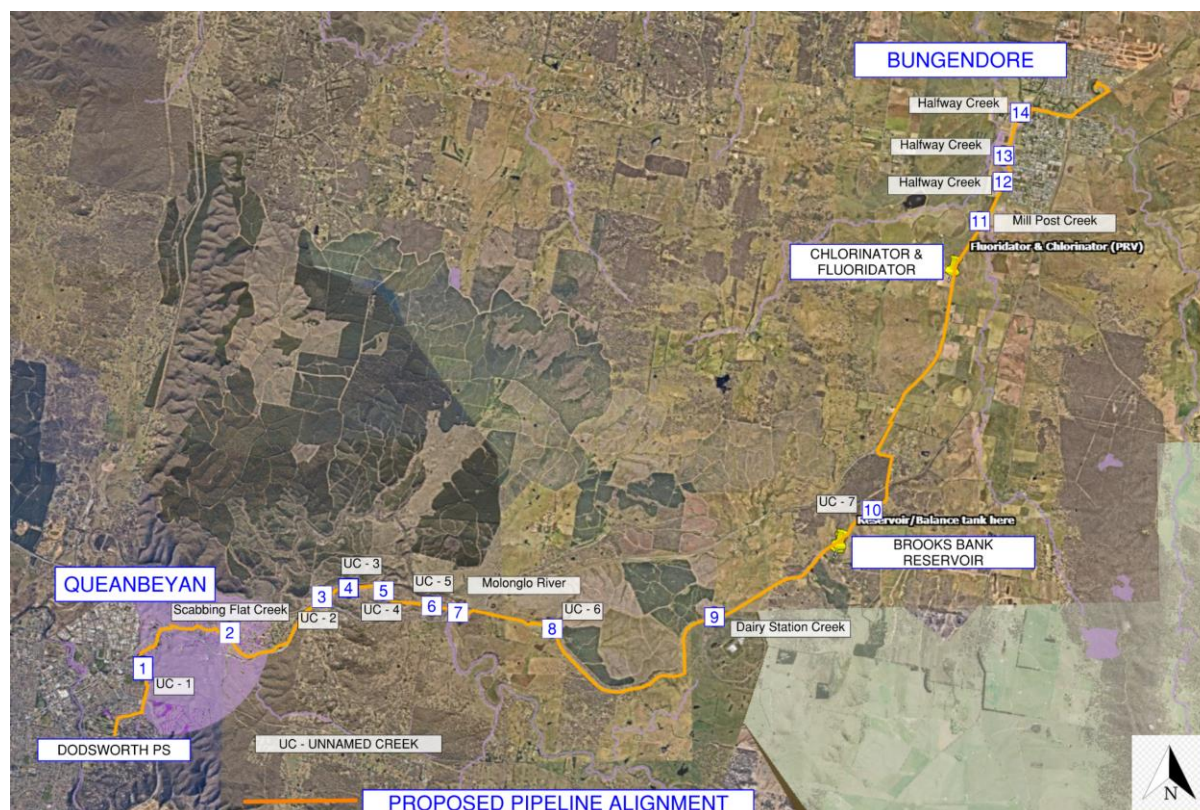 BUNGENDORE
Halfway Creek
14
Halfway Creek
13
Halfway Creek
12
11
Mill Post Creek
Fluoridator & Chlorinator (PRV)
CHLORINATOR &
FLUORIDATOR
UC - 7
10
Reservoir/Balance tank here
BROOKS BANK
RESERVOIR
QUEANBEYAN
Scabbing Flat Creek
UC - 3
UC - 5
Molonglo River
UC - 6
1
2
3
4
5
6
7
8
9
UC - 2
UC - 4
Dairy Station Creek
UC - 1
DODSWORTH PS
UC - UNNAMED CREEK
PROPOSED PIPELINE ALIGNMENT
N